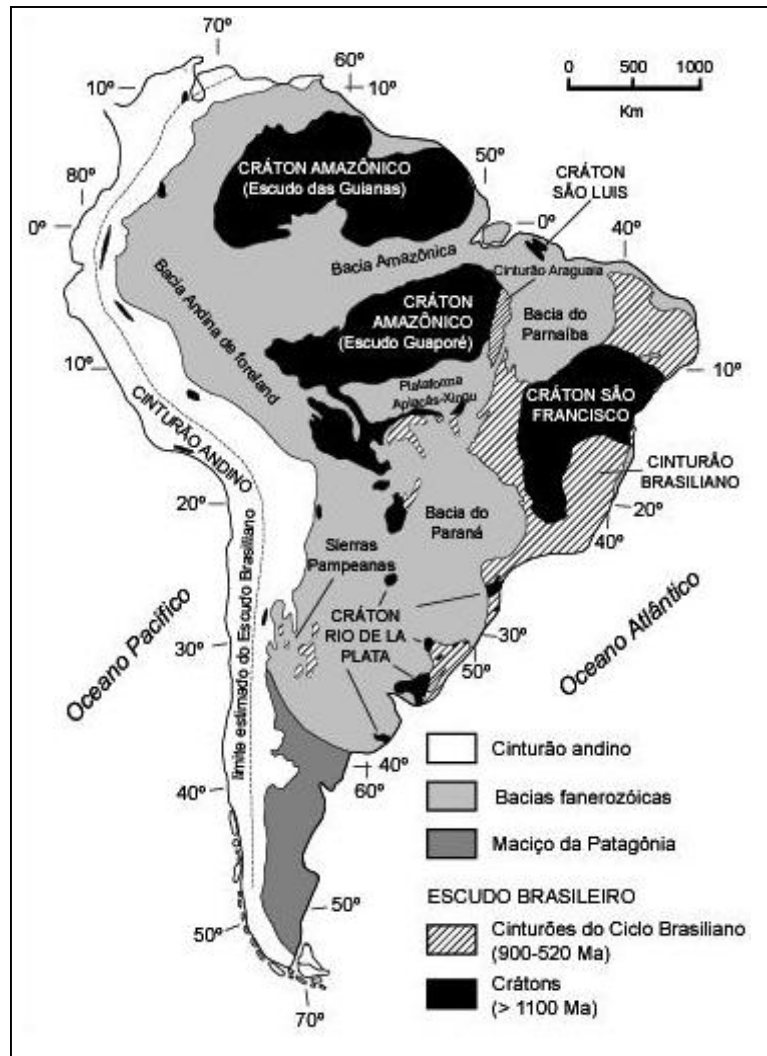 70º
60º
10º
10º
0 500 1000
Km
CRÁTON AMAZÔNICO
(Escudo das Guianas)
50º
CRÁTON
SÃO LUIS
80º
0º
0º
40º
Bacia Amazônica
Cinturão Araguaia
Bacia Andina de foreland
CRÁTON
AMAZÔNICO
(Escudo Guaporé)
Bacia do
Parnaíba
10º
10º
Plataforma
Apiacás-Xingu
CRÁTON SÃO
FRANCISCO
CINTURÃO ANDINO
CINTURÃO
BRASILIANO
20º
20º
40º
Bacia do
Paraná
Sierras
Pampeanas
limite estimado do Escudo Brasiliano
Oceano Pacífico
CRÁTON
RIO DE LA
PLATA
30º
30º
50º
Oceano Atlântico
40º
60º
40º
50º
50º
70º
Cinturão andino
Bacias fanerozóicas
Maciço da Patagônia
ESCUDO BRASILEIRO
Cinturões do Ciclo Brasiliano
(900-520 Ma)
Crátons
(> 1100 Ma)